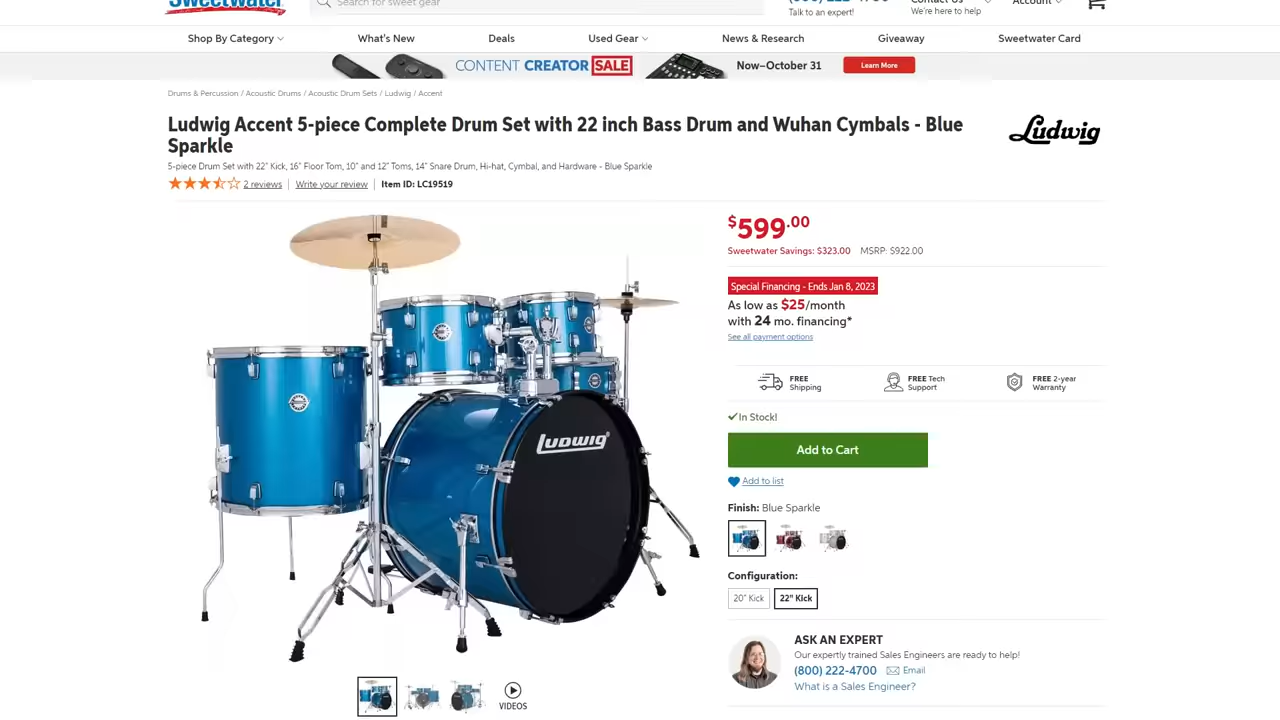 Sweetwater
Search for sweet gear
Talk to an expert!
Contact Us
We're here to help
Account
Shop By Category
What's New
Deals
Used Gear
News & Research
Giveaway
Sweetwater Card
CONTENT CREATOR SALE
Now–October 31
Learn More
Drums & Percussion / Acoustic Drums / Acoustic Drum Sets / Ludwig / Accent
Ludwig Accent 5-piece Complete Drum Set with 22 inch Bass Drum and Wuhan Cymbals - Blue
Sparkle
Ludwig
5-piece Drum Set with 22" Kick, 16" Floor Tom, 10" and 12" Toms, 14" Snare Drum, Hi-hat, Cymbal, and Hardware - Blue Sparkle
2 reviews | Write your review | Item ID: LC19519
LUDWIG
$599.00
Sweetwater Savings: $323.00 MSRP: $922.00
Special Financing - Ends Jan 8, 2023
As low as $25/month
with 24 mo. financing*
See all payment options
FREE
Shipping
FREE Tech
Support
FREE 2-year
Warranty
In Stock!
Add to Cart
Add to list
Finish: Blue Sparkle
Configuration:
20" Kick
22" Kick
ASK AN EXPERT
Our expertly trained Sales Engineers are ready to help!
(800) 222-4700 Email
What is a Sales Engineer?
VIDEOS